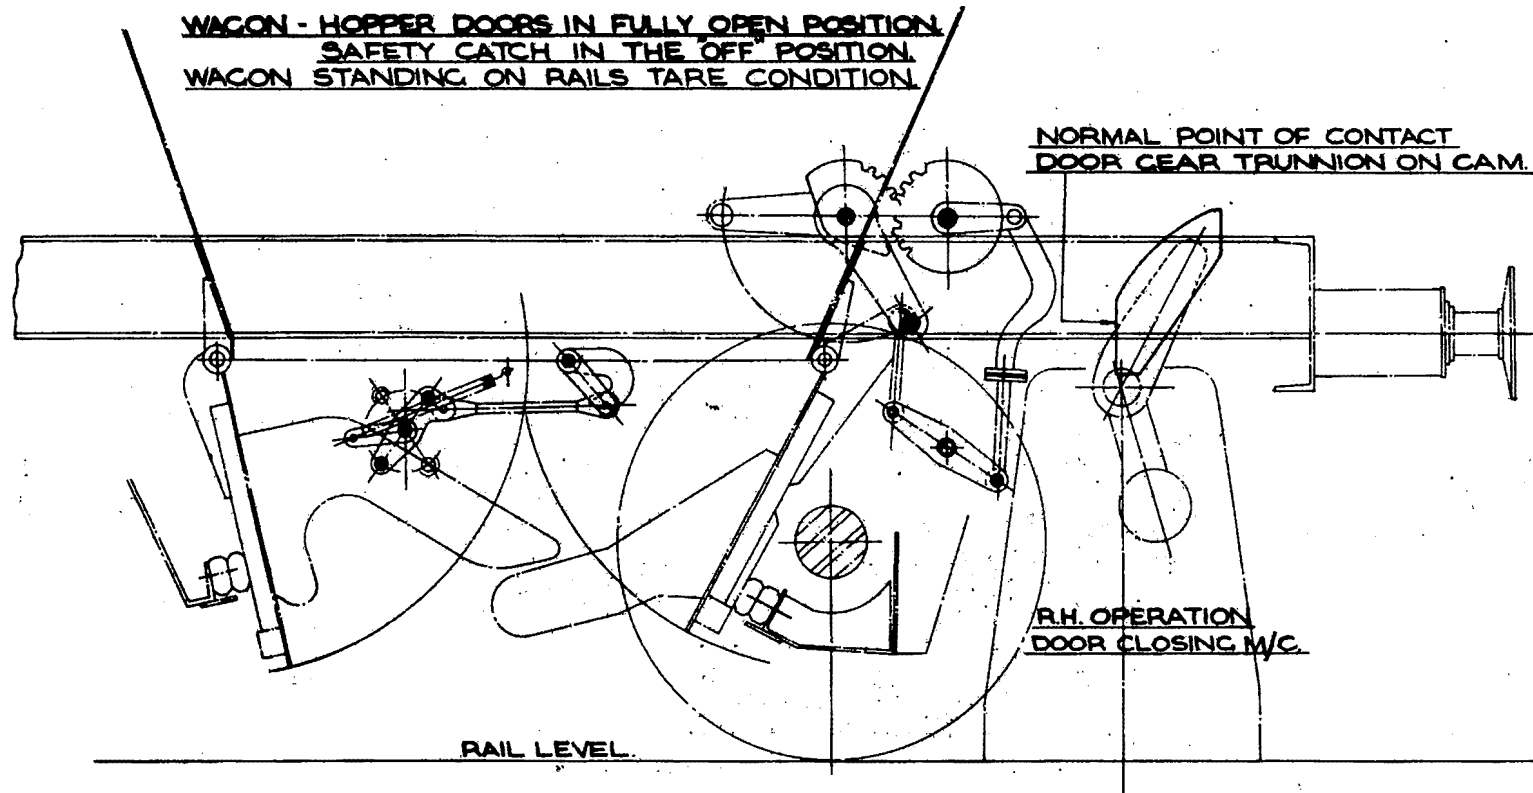 WAGON - HOPPER DOORS IN FULLY OPEN POSITION
SAFETY CATCH IN THE "OFF" POSITION.
WAGON STANDING ON RAILS TARE CONDITION.
NORMAL POINT OF CONTACT
DOOR GEAR TRUNNION ON CAM.
R.H. OPERATION
DOOR CLOSING M/C.
RAIL LEVEL.